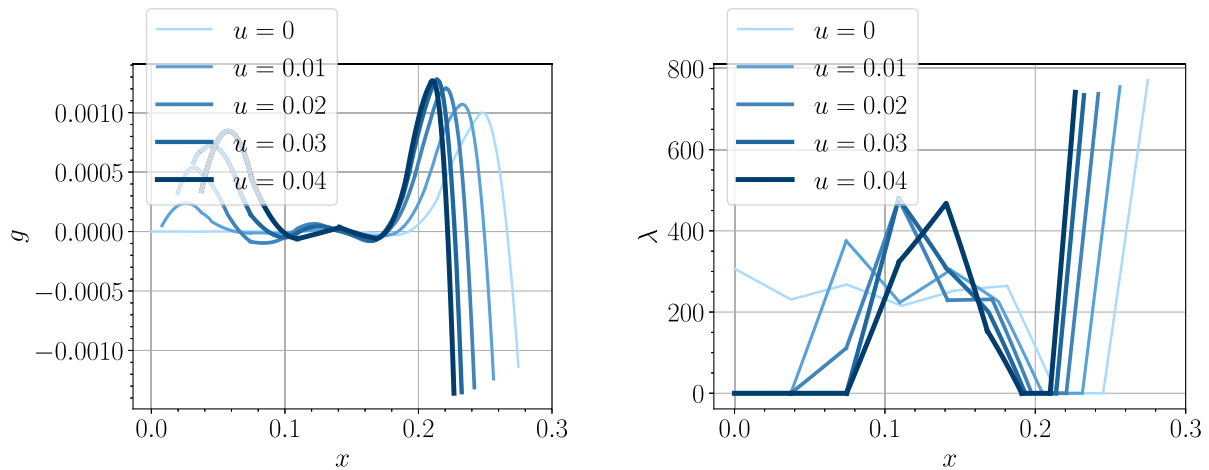 u = 0
u = 0.01
u = 0.02
u = 0.03
u = 0.04
0.0010
0.0005
0.0000
−0.0005
−0.0010
g
0.0 0.1 0.2 0.3
x
u = 0
u = 0.01
u = 0.02
u = 0.03
u = 0.04
800
600
400
200
0
λ
0.0 0.1 0.2 0.3
x